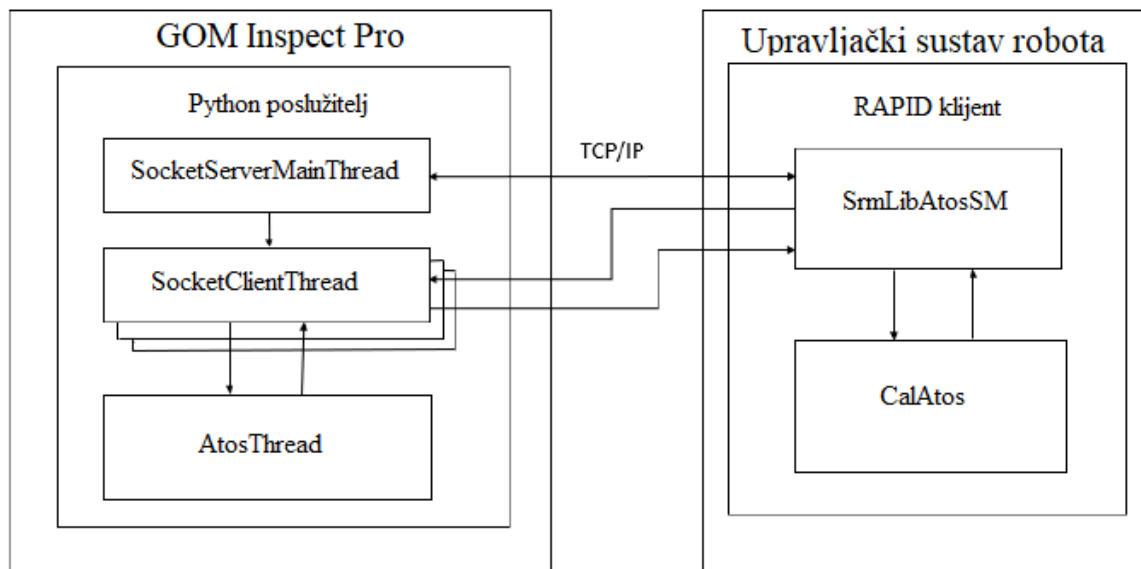 GOM Inspect Pro
Python poslužitelj
SocketServerMainThread
SocketClientThread
AtosThread
TCP/IP
Upravljački sustav robota
RAPID klijent
SrmLibAtosSM
CalAtos